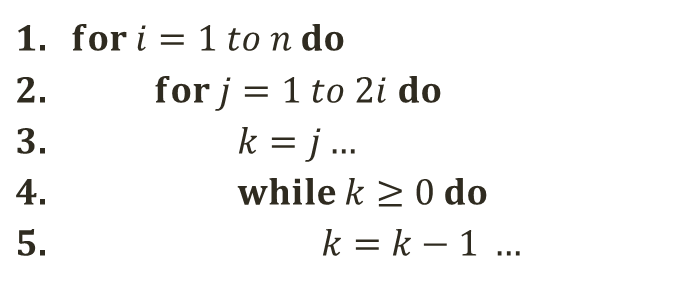 1. for i = 1 to n do
2. for j = 1 to 2i do
3. k = j ...
4. while k ≥ 0 do
5. k = k − 1 ...